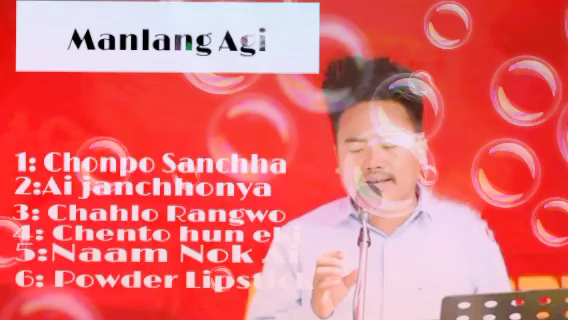 Manlang Agi
1: Chonpo Sanchha
2:Ai janchhonya
3: Chahlo Rangwo
4: Chento hun
5:Naam Nok
6: Powder